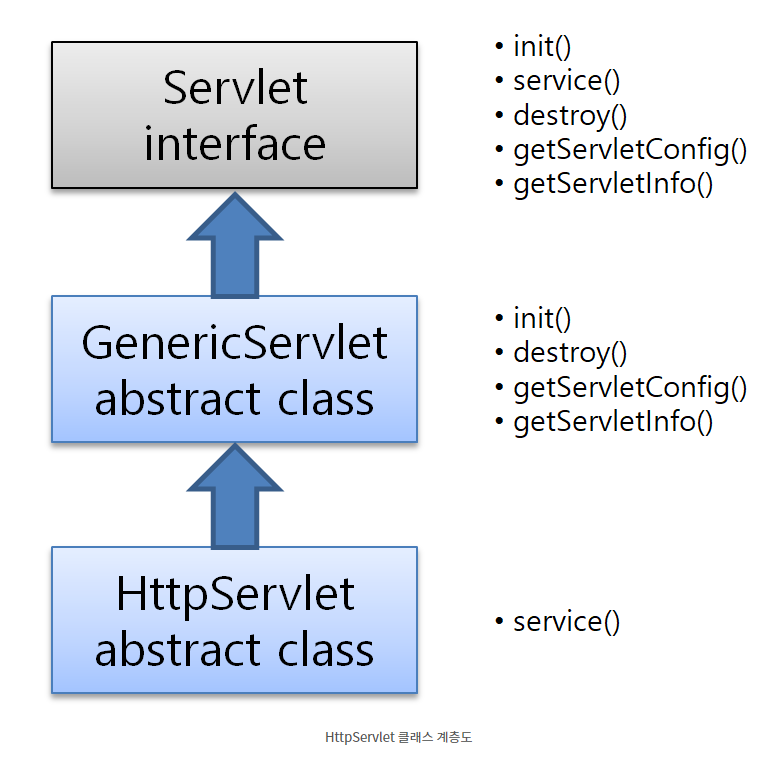 Servlet
interface
• init()
• service()
• destroy()
• getServletConfig()
• getServletInfo()
GenericServlet
abstract class
• init()
• destroy()
• getServletConfig()
• getServletInfo()
HttpServlet
abstract class
• service()
HttpServlet 클래스 계층도